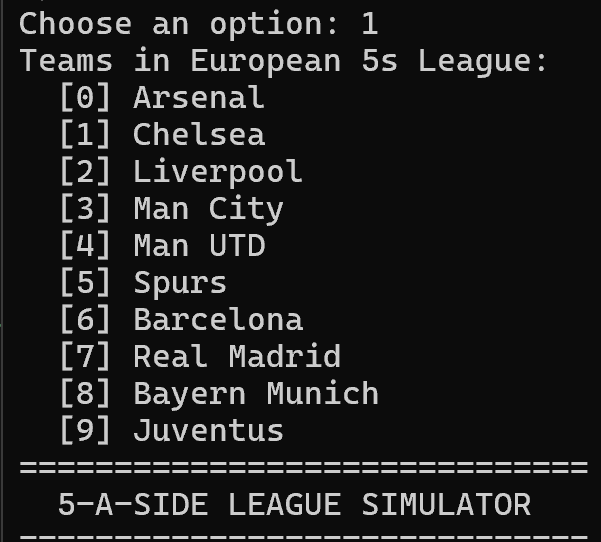 Choose an option: 1
Teams in European 5s League:
[0] Arsenal
[1] Chelsea
[2] Liverpool
[3] Man City
[4] Man UTD
[5] Spurs
[6] Barcelona
[7] Real Madrid
[8] Bayern Munich
[9] Juventus
==============================
5-A-SIDE LEAGUE SIMULATOR
==============================